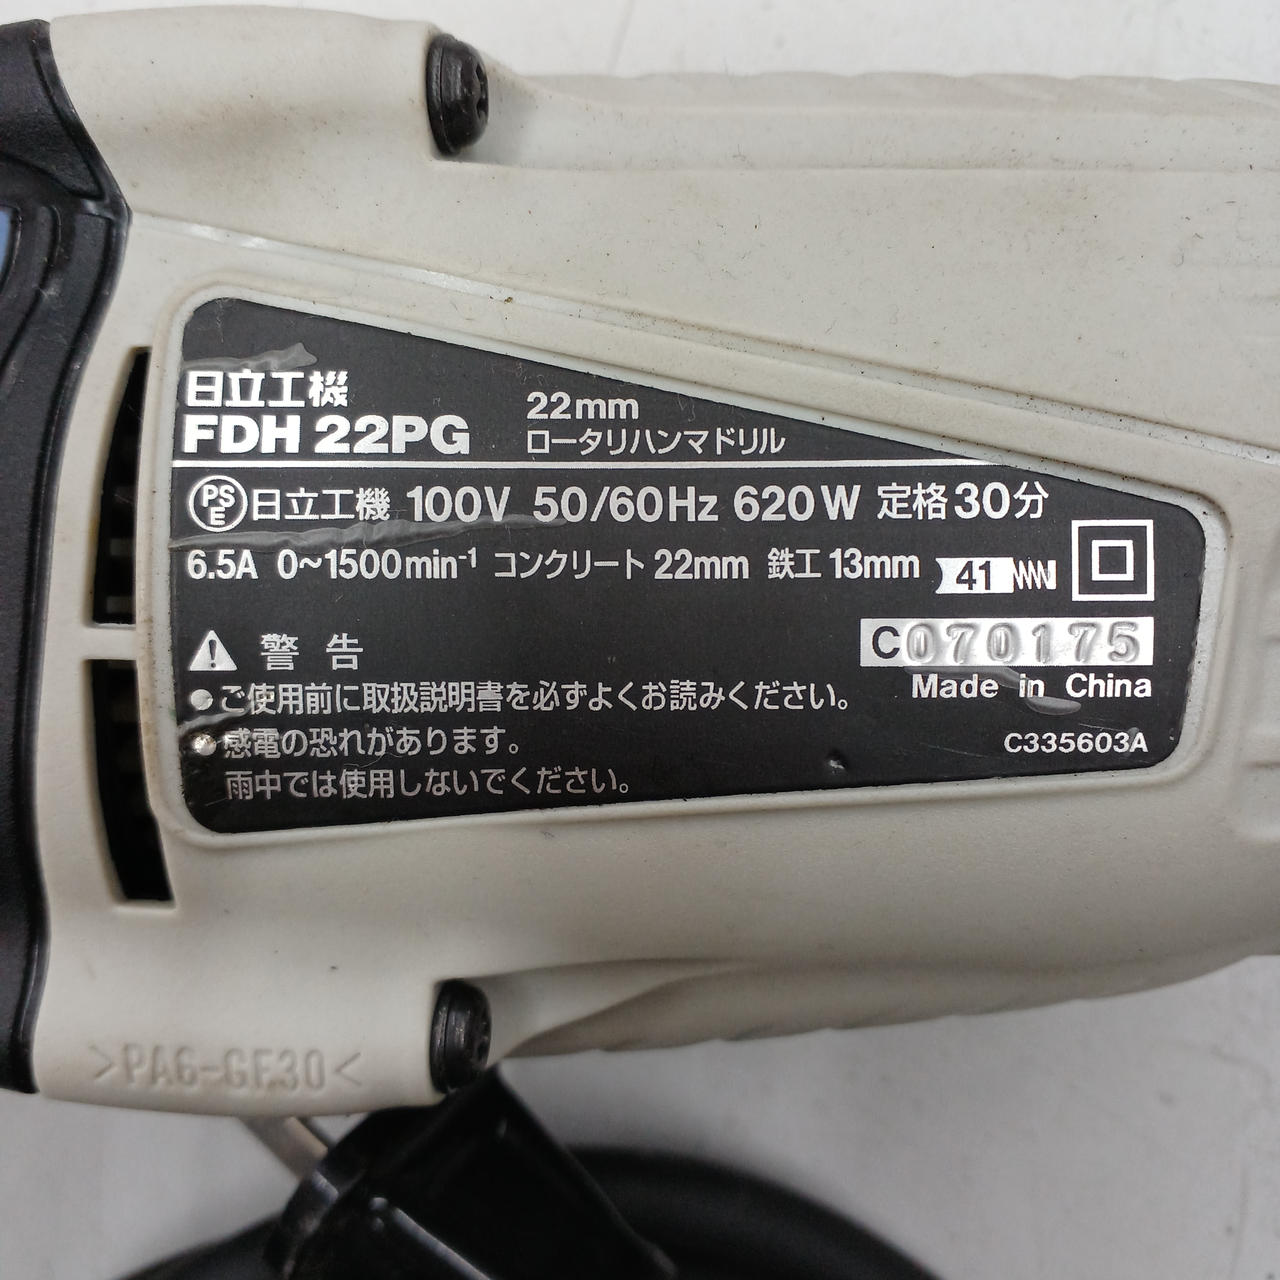 日立工機
FDH 22PG
22mm
ロータリハンマドリル
PS
E
日立工機 100V 50/60Hz 620W 定格30分
6.5A 0~1500min-1 コンクリート 22mm 鉄工 13mm 41
警告
●ご使用前に取扱説明書を必ずよくお読みください。
●感電の恐れがあります。
雨中では使用しないでください。
C070175
Made in China
C335603A
>PA6-GF30<